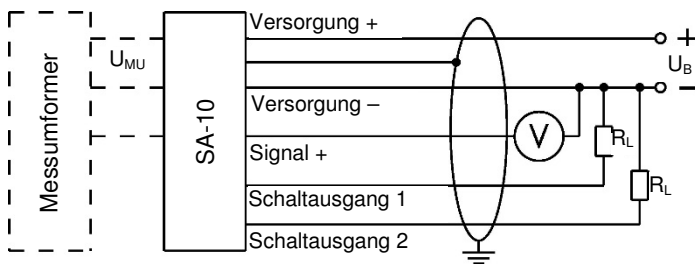 Messumformer
U_MU
SA-10
Versorgung +
Versorgung –
Signal +
Schaltausgang 1
Schaltausgang 2
V
R_L
R_L
+
U_B
–